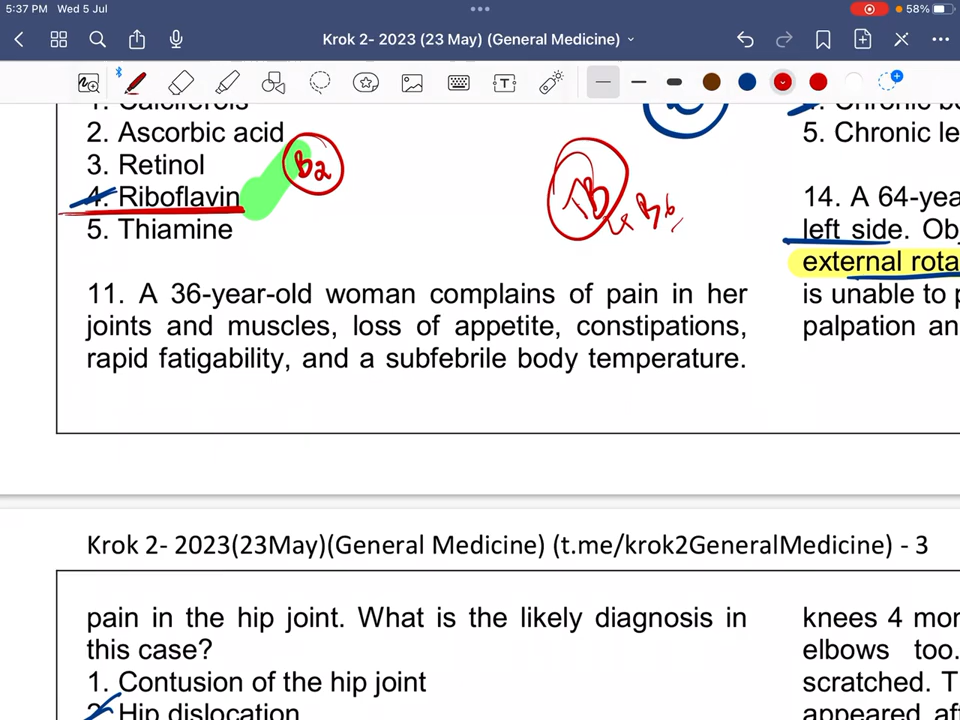 5:37 PM Wed 5 Jul
58%
Krok 2- 2023 (23 May) (General Medicine)
2. Ascorbic acid
3. Retinol
B2
4. Riboflavin
5. Thiamine
11. A 36-year-old woman complains of pain in her
joints and muscles, loss of appetite, constipations,
rapid fatigability, and a subfebrile body temperature.
5. Chronic le
14. A 64-yea
left side. Ob
external rota
is unable to p
palpation an
Krok 2- 2023(23May)(General Medicine) (t.me/krok2GeneralMedicine) - 3
pain in the hip joint. What is the likely diagnosis in
this case?
1. Contusion of the hip joint
2. Hip dislocation
knees 4 mon
elbows too.
scratched. T
appeared aft